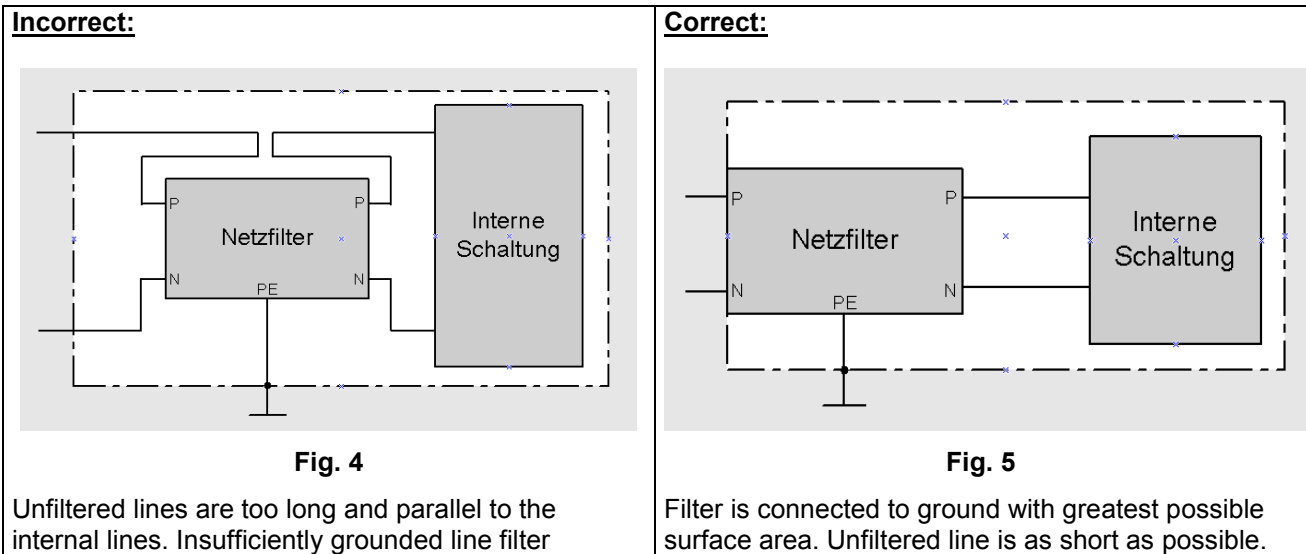 Incorrect:
P
P
Netzfilter
N
N
PE
Interne
Schaltung
Fig. 4
Unfiltered lines are too long and parallel to the
internal lines. Insufficiently grounded line filter
Correct:
P
P
Netzfilter
N
N
PE
Interne
Schaltung
Fig. 5
Filter is connected to ground with greatest possible
surface area. Unfiltered line is as short as possible.